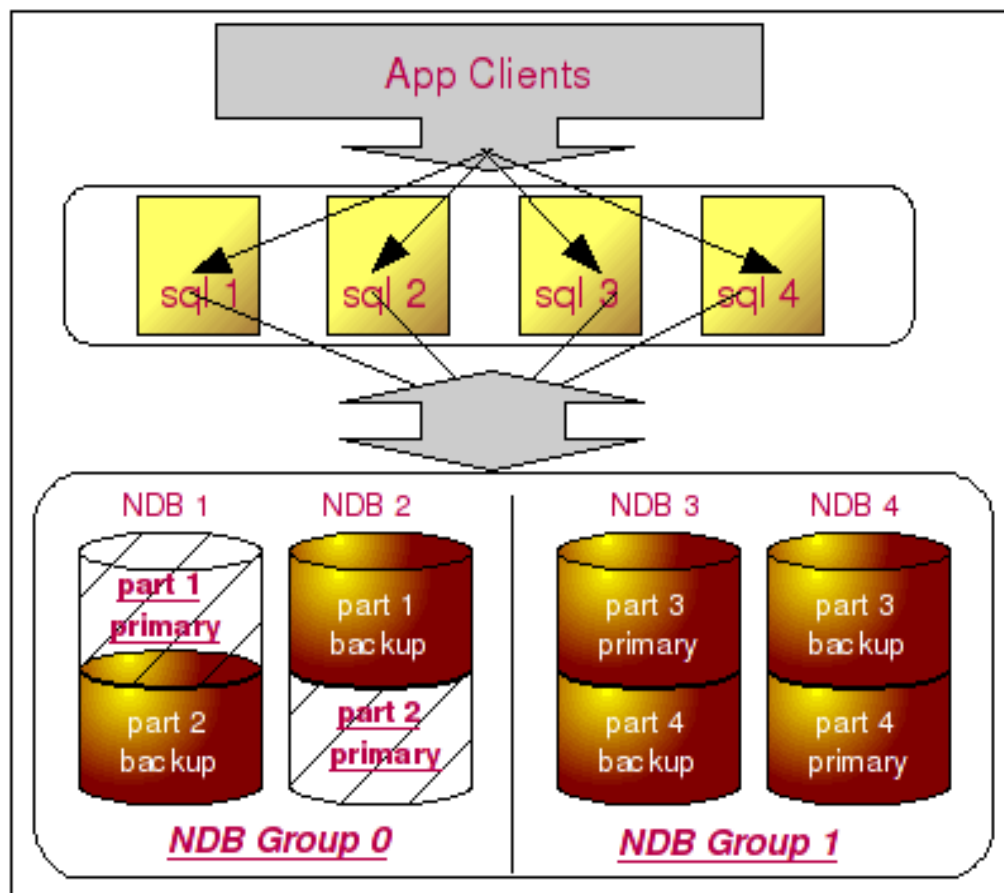 App Clients
sql 1
sql 2
sql 3
sql 4
NDB 1
NDB 2
NDB 3
NDB 4
part 1
primary
part 2
backup
part 1
backup
part 2
primary
part 3
primary
part 4
backup
part 3
backup
part 4
primary
NDB Group 0
NDB Group 1